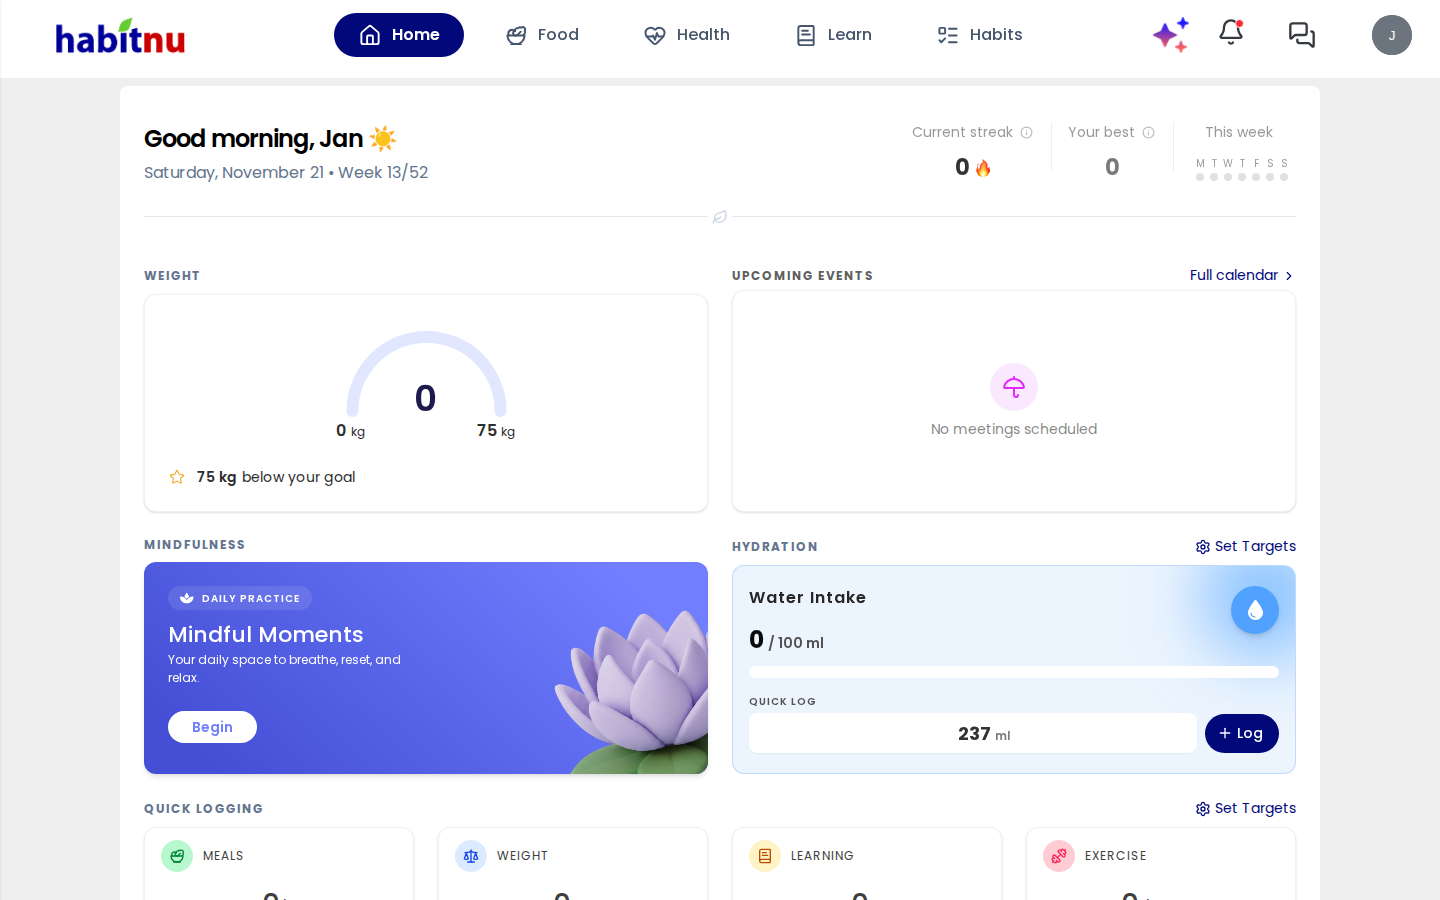 habitnu
Home
Food
Health
Learn
Habits
J
Good morning, Jan
Saturday, November 21 • Week 13/52
Current streak
0
Your best
0
This week
M T W T F S S
WEIGHT
0
0 kg
75 kg
75 kg below your goal
UPCOMING EVENTS
Full calendar
No meetings scheduled
MINDFULNESS
DAILY PRACTICE
Mindful Moments
Your daily space to breathe, reset, and
relax.
Begin
HYDRATION
Set Targets
Water Intake
0 / 100 ml
QUICK LOG
237 ml
+ Log
QUICK LOGGING
Set Targets
MEALS
WEIGHT
LEARNING
EXERCISE